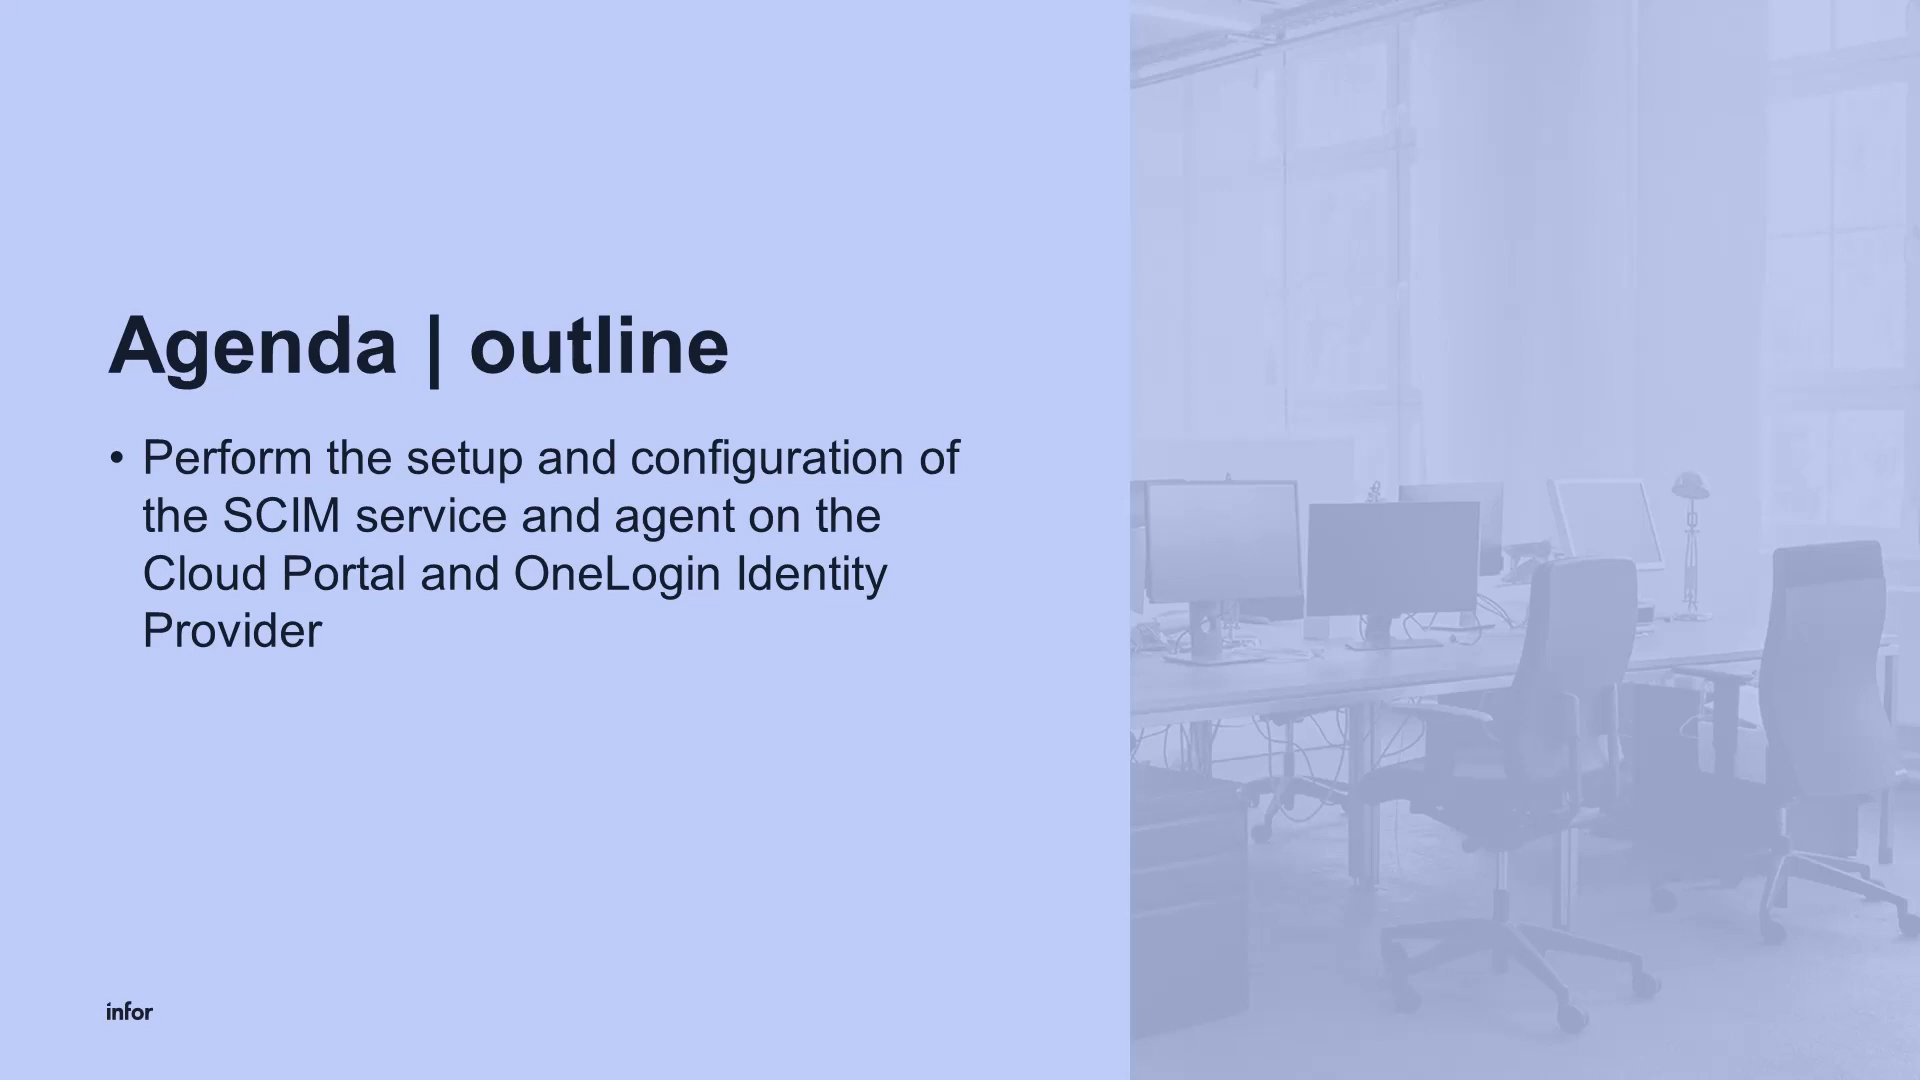 Agenda | outline
• Perform the setup and configuration of
the SCIM service and agent on the
Cloud Portal and OneLogin Identity
Provider
infor